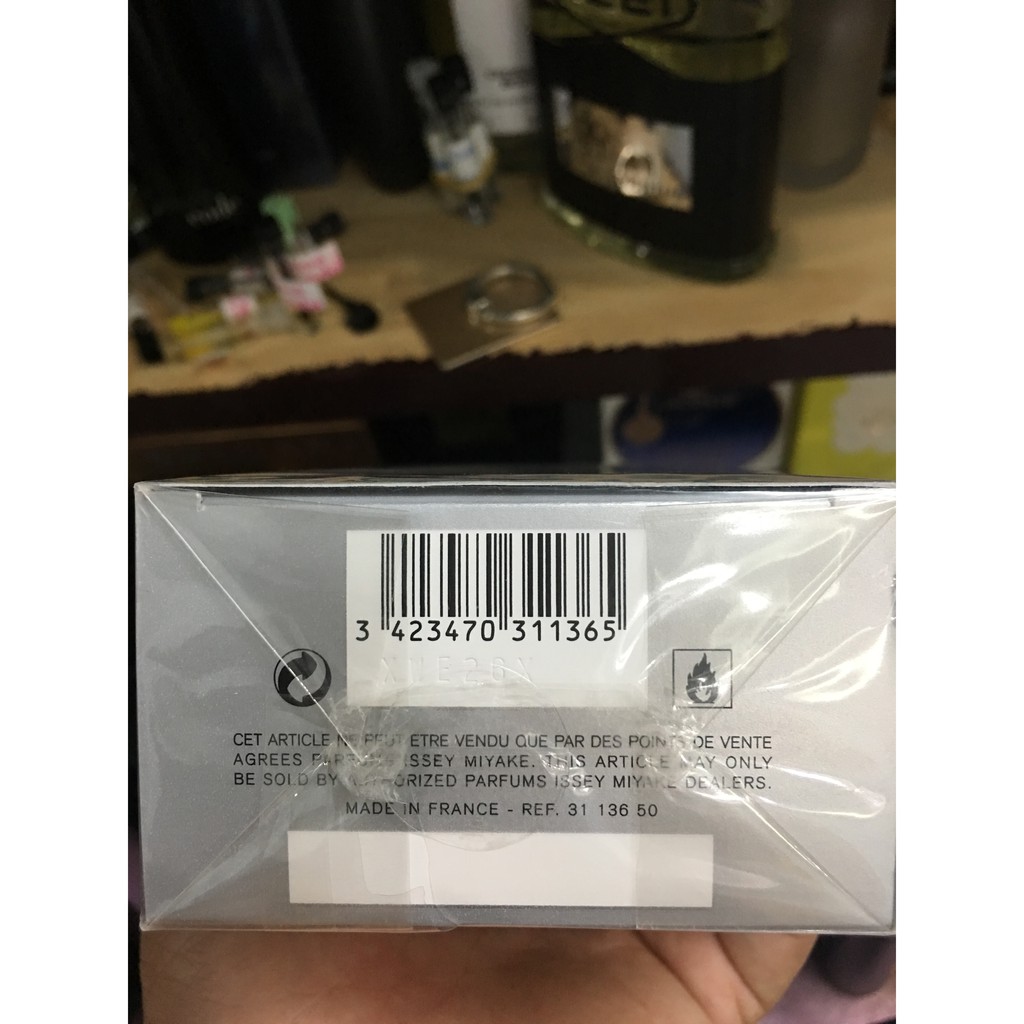 3 423470 311365
CET ARTICLE NE PEUT ETRE VENDU QUE PAR DES POINTS DE VENTE
AGREES PARFUMS ISSEY MIYAKE. THIS ARTICLE MAY ONLY
BE SOLD BY AUTHORIZED PARFUMS ISSEY MIYAKE DEALERS.
MADE IN FRANCE - REF. 31 136 50